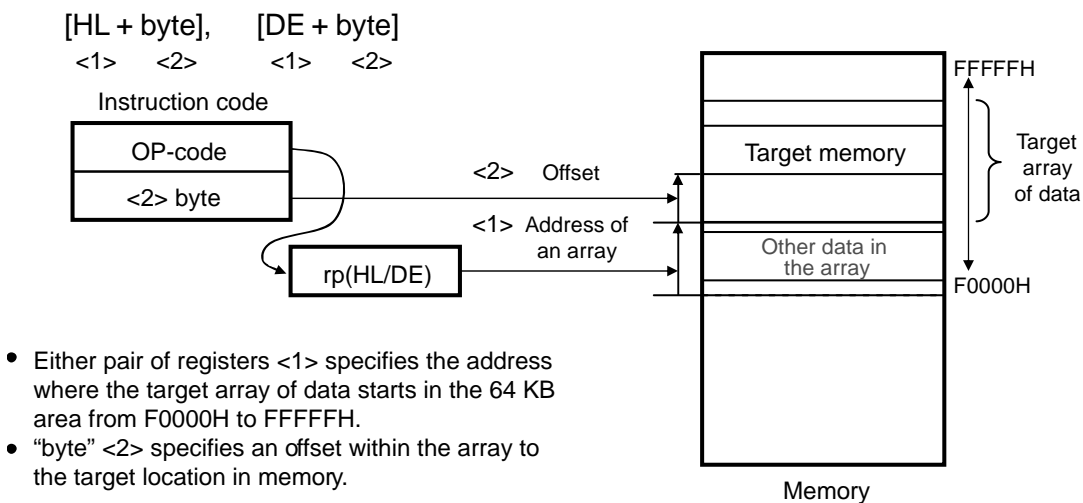 [HL + byte], [DE + byte]
<1> <2> <1> <2>
Instruction code
OP-code
<2> byte
rp(HL/DE)
<2> Offset
<1> Address of
an array
FFFFFH
Target memory
Target
array
of data
Other data in
the array
F0000H
Memory
• Either pair of registers <1> specifies the address
where the target array of data starts in the 64 KB
area from F0000H to FFFFFH.
• “byte” <2> specifies an offset within the array to
the target location in memory.